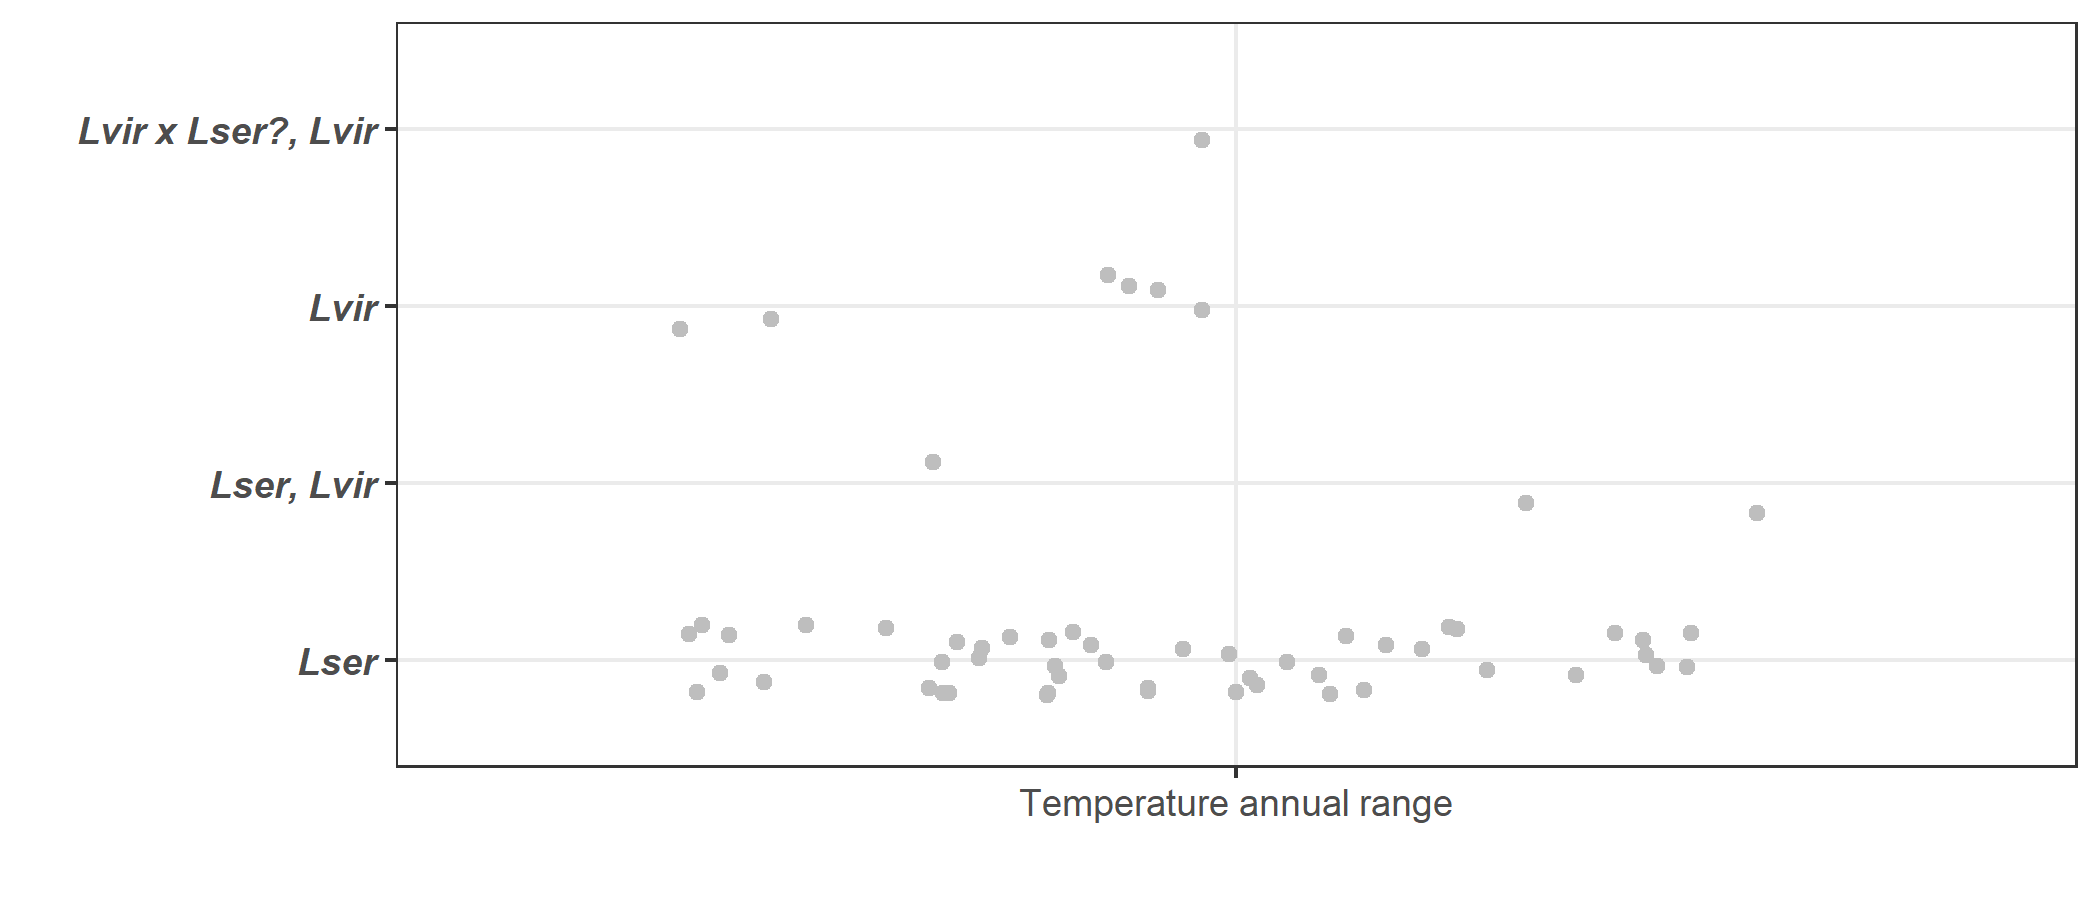 Lvir x Lser?, Lvir
Lvir
Lser, Lvir
Lser
Temperature annual range